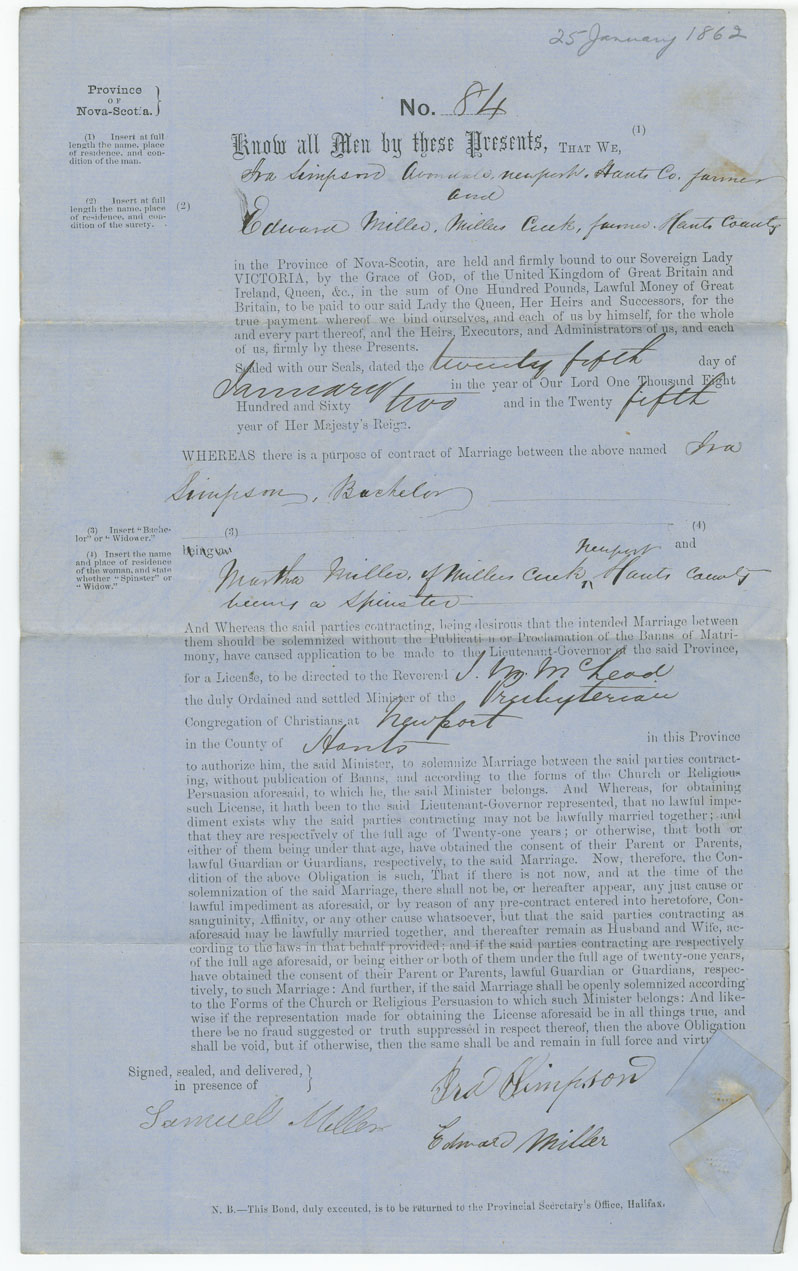 25 January 1862
Province
OF
Nova-Scotia.
No. 84
(1) Insert at full
length the name, place
of residence, and con-
dition of the man.
Know all Men by these Presents, THAT WE, (1)
Ira Simpson Avondale, newport, Hants Co. farmer
and
(2) Insert at full
length the name, place
of residence, and con-
dition of the surety.
(2)
Edward Miller, Millers Creek, farmer. Hants County
in the Province of Nova-Scotia, are held and firmly bound to our Sovereign Lady
VICTORIA, by the Grace of God, of the United Kingdom of Great Britain and
Ireland, Queen, &c., in the sum of One Hundred Pounds, Lawful Money of Great
Britain, to be paid to our said Lady the Queen, Her Heirs and Successors, for the
true payment whereof we bind ourselves, and each of us by himself, for the whole
and every part thereof, and the Heirs, Executors, and Administrators of us, and each
of us, firmly by these Presents.
Sealed with our Seals, dated the twenty fifth day of
January in the year of Our Lord One Thousand Eight
Hundred and Sixty two and in the Twenty fifth
year of Her Majesty's Reign.
WHEREAS there is a purpose of contract of Marriage between the above named Ira
Simpson, Bachelor
(3) Insert "Bache-
lor" or "Widower."
(3)
(4)
being a and
(4) Insert the name
and place of residence
of the woman, and state
whether "Spinster" or
"Widow."
newport
Martha Miller, of Millers Creek, Hants County
being a Spinster
And Whereas the said parties contracting, being desirous that the intended Marriage between
them should be solemnized without the Publication or Proclamation of the Banns of Matri-
mony, have caused application to be made to the Lieutenant-Governor of the said Province,
for a License, to be directed to the Reverend J. M. McLeod
the duly Ordained and settled Minister of the Presbyterian
Congregation of Christians at Newport
in the County of Hants in this Province
to authorize him, the said Minister, to solemnize Marriage between the said parties contract-
ing, without publication of Banns, and according to the forms of the Church or Religious
Persuasion aforesaid, to which he, the said Minister belongs. And Whereas, for obtaining
such License, it hath been to the said Lieutenant-Governor represented, that no lawful impe-
diment exists why the said parties contracting may not be lawfully married together; and
that they are respectively of the full age of Twenty-one years; or otherwise, that both or
either of them being under that age, have obtained the consent of their Parent or Parents,
lawful Guardian or Guardians, respectively, to the said Marriage. Now, therefore, the Con-
dition of the above Obligation is such, That if there is not now, and at the time of the
solemnization of the said Marriage, there shall not be, or hereafter appear, any just cause or
lawful impediment as aforesaid, or by reason of any pre-contract entered into heretofore, Con-
sanguinity, Affinity, or any other cause whatsoever, but that the said parties contracting as
aforesaid may be lawfully married together, and thereafter remain as Husband and Wife, ac-
cording to the laws in that behalf provided; and if the said parties contracting are respectively
of the full age aforesaid, or being either or both of them under the full age of twenty-one years,
have obtained the consent of their Parent or Parents, lawful Guardian or Guardians, respec-
tively, to such Marriage: And further, if the said Marriage shall be openly solemnized according
to the Forms of the Church or Religious Persuasion to which such Minister belongs: And like-
wise if the representation made for obtaining the License aforesaid be in all things true, and
there be no fraud suggested or truth suppressed in respect thereof, then the above Obligation
shall be void, but if otherwise, then the same shall be and remain in full force and virtue.
Signed, sealed, and delivered,
in presence of
Ira Simpson
Samuel Miller
Edward Miller
N. B.—This Bond, duly executed, is to be returned to the Provincial Secretary's Office, Halifax.